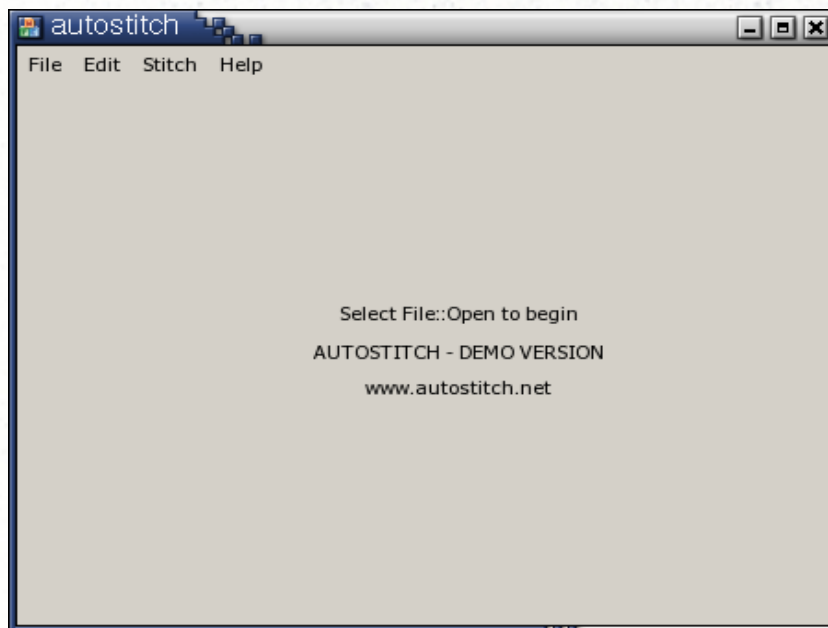 autostitch
File Edit Stitch Help
Select File::Open to begin
AUTOSTITCH - DEMO VERSION
www.autostitch.net